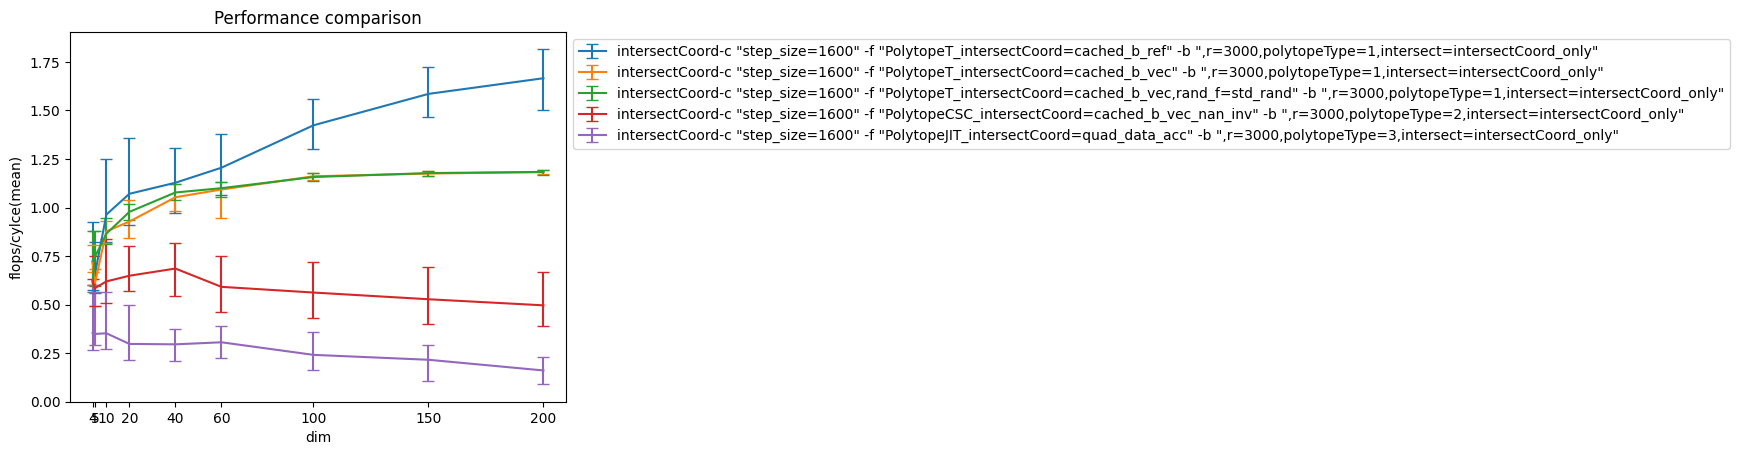 Performance comparison
flops/cylce(mean)
1.75
1.50
1.25
1.00
0.75
0.50
0.25
0.00
4 5 10 20 40 60 100 150 200
dim
intersectCoord-c "step_size=1600" -f "PolytopeT_intersectCoord=cached_b_ref" -b ",r=3000,polytopeType=1,intersect=intersectCoord_only"
intersectCoord-c "step_size=1600" -f "PolytopeT_intersectCoord=cached_b_vec" -b ",r=3000,polytopeType=1,intersect=intersectCoord_only"
intersectCoord-c "step_size=1600" -f "PolytopeT_intersectCoord=cached_b_vec,rand_f=std_rand" -b ",r=3000,polytopeType=1,intersect=intersectCoord_only"
intersectCoord-c "step_size=1600" -f "PolytopeCSC_intersectCoord=cached_b_vec_nan_inv" -b ",r=3000,polytopeType=2,intersect=intersectCoord_only"
intersectCoord-c "step_size=1600" -f "PolytopeJIT_intersectCoord=quad_data_acc" -b ",r=3000,polytopeType=3,intersect=intersectCoord_only"